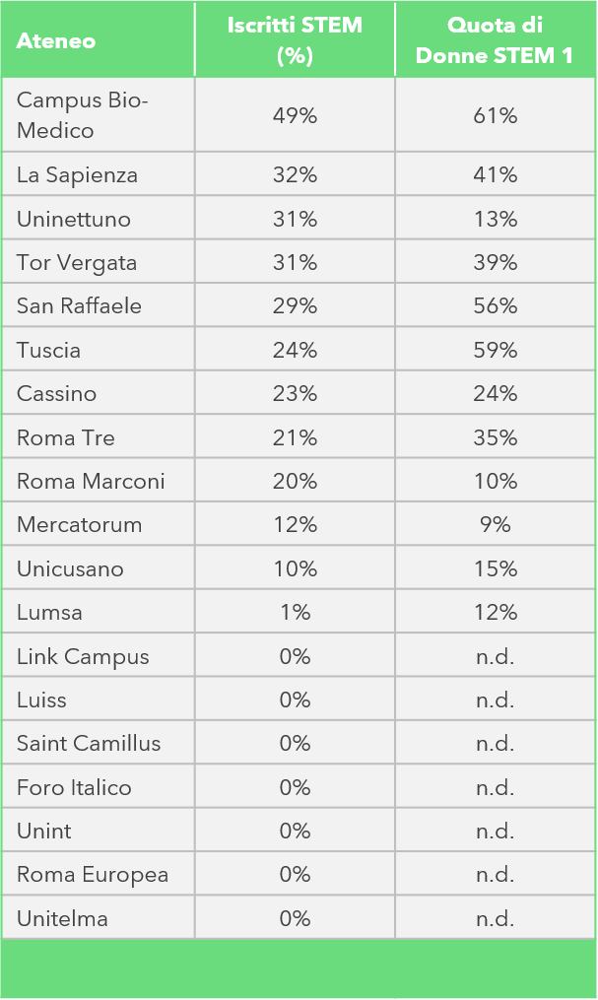 Ateneo Iscritti STEM (%) Quota di Donne STEM 1
Campus Bio-Medico 49% 61%
La Sapienza 32% 41%
Uninettuno 31% 13%
Tor Vergata 31% 39%
San Raffaele 29% 56%
Tuscia 24% 59%
Cassino 23% 24%
Roma Tre 21% 35%
Roma Marconi 20% 10%
Mercatorum 12% 9%
Unicusano 10% 15%
Lumsa 1% 12%
Link Campus 0% n.d.
Luiss 0% n.d.
Saint Camillus 0% n.d.
Foro Italico 0% n.d.
Unint 0% n.d.
Roma Europea 0% n.d.
Unitelma 0% n.d.